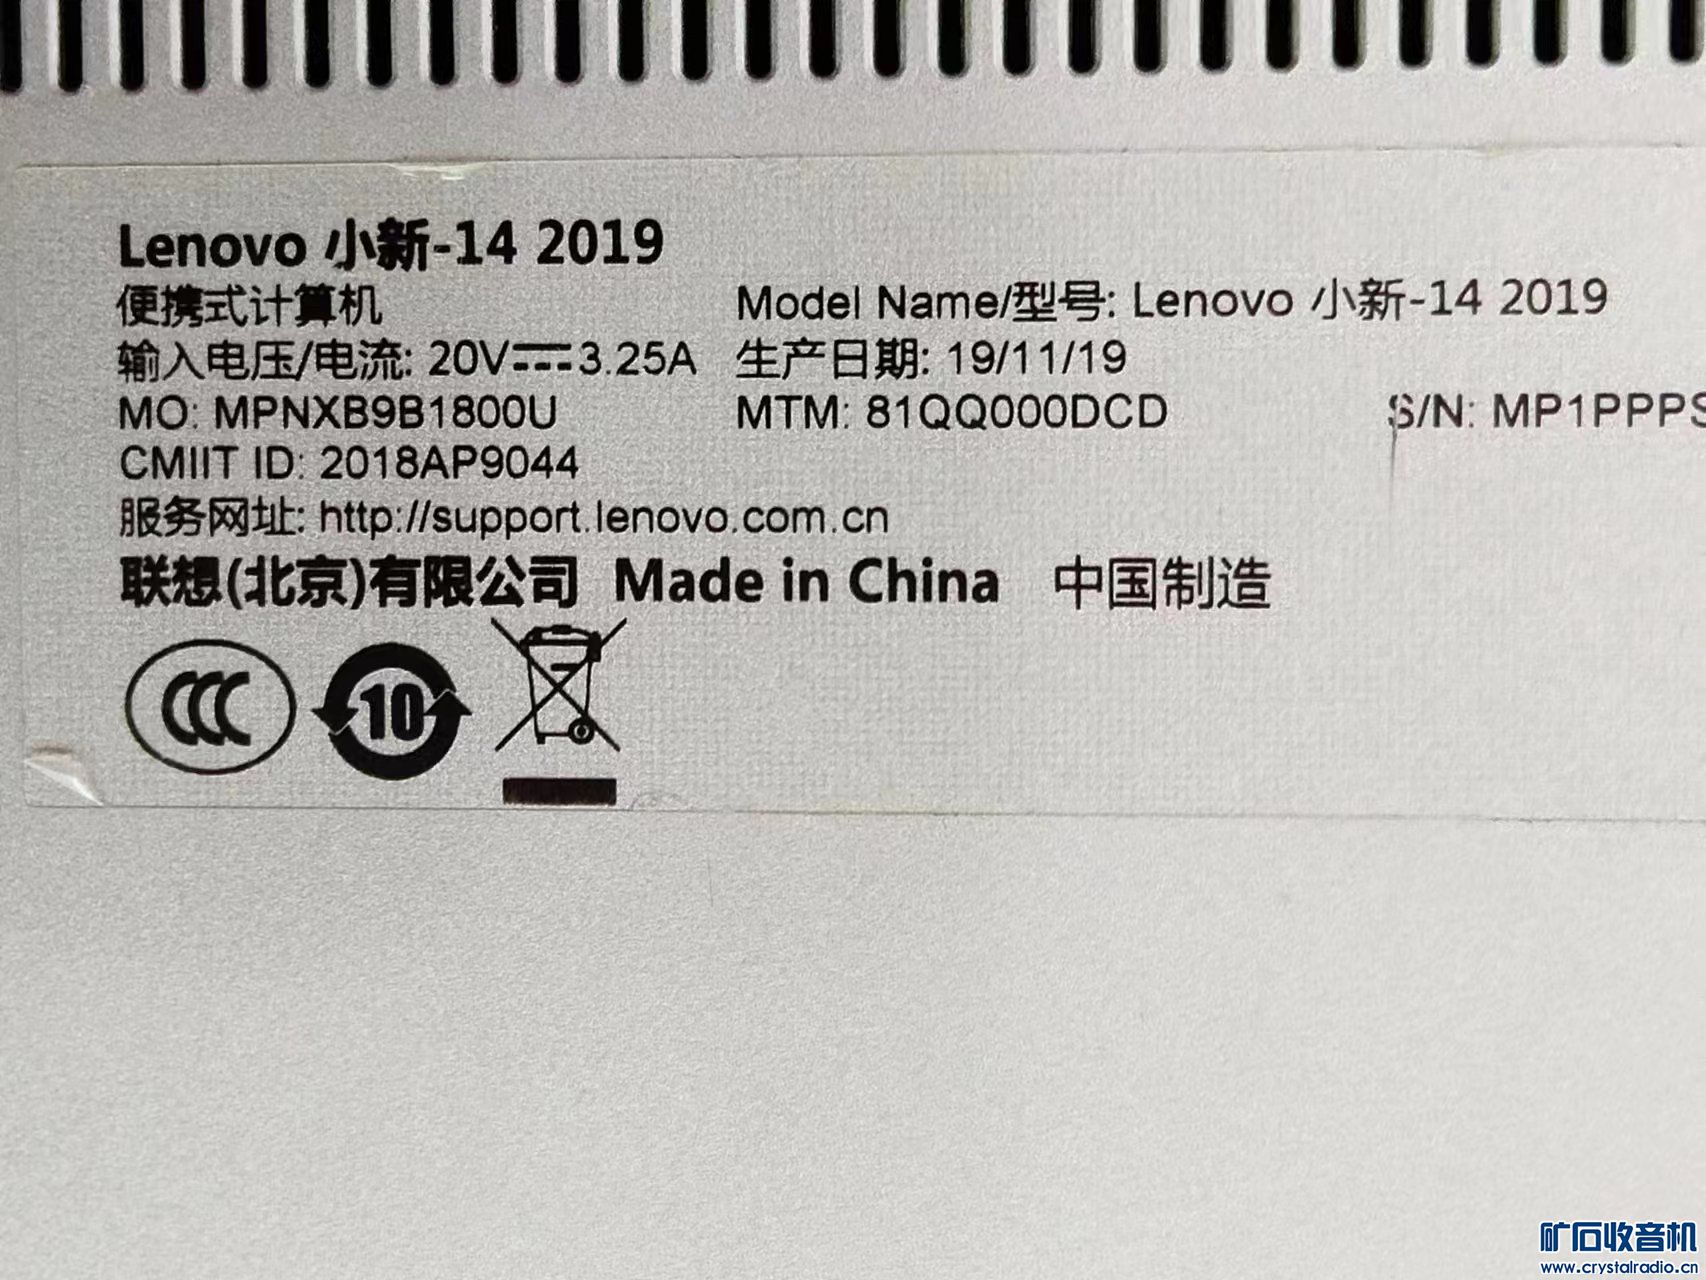 Lenovo 小新-14 2019
便携式计算机 Model Name/型号: Lenovo 小新-14 2019
输入电压/电流: 20V⎓3.25A 生产日期: 19/11/19
MO: MPNXB9B1800U MTM: 81QQ000DCD S/N: MP1PPPS
CMIIT ID: 2018AP9044
服务网址: http://support.lenovo.com.cn
联想(北京)有限公司 Made in China 中国制造
CCC 10
矿石收音机
www.crystalradio.cn